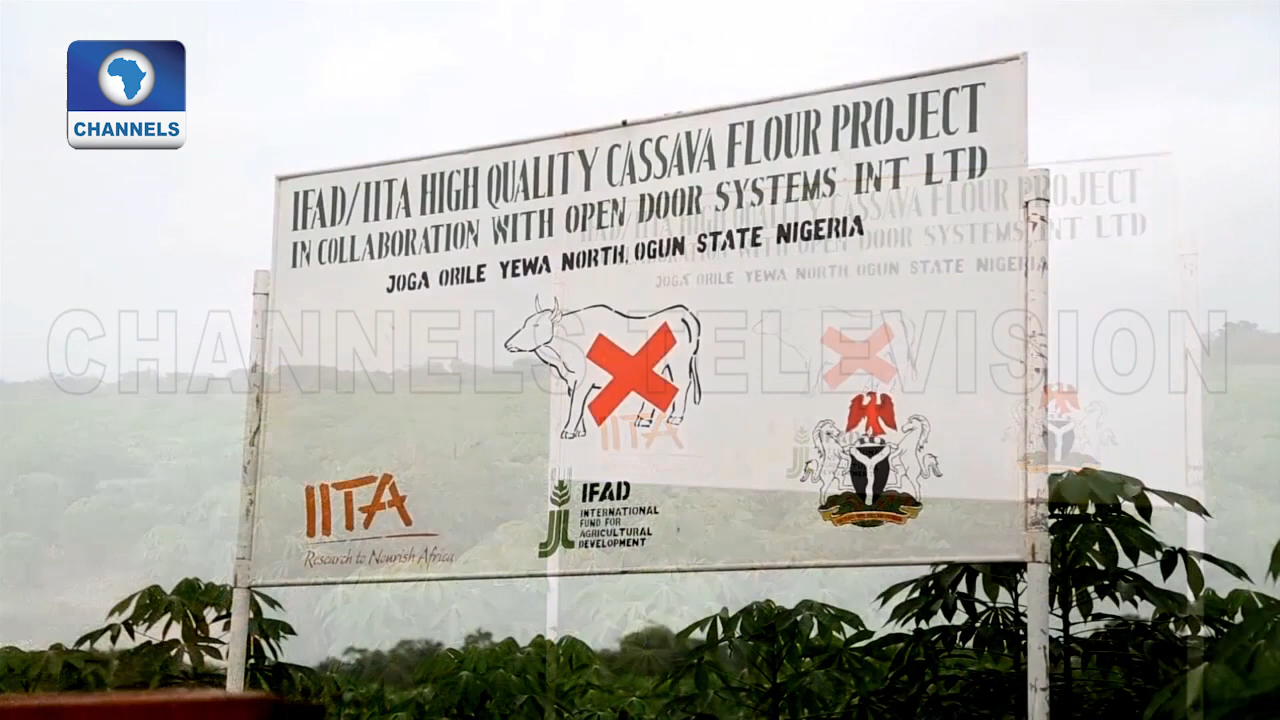 CHANNELS
IFAD/IITA HIGH QUALITY CASSAVA FLOUR PROJECT
IN COLLABORATION WITH OPEN DOOR SYSTEMS INT LTD
JOGA ORILE YEWA NORTH, OGUN STATE NIGERIA
CHANNELS TELEVISION
IITA
Research to Nourish Africa
IFAD
INTERNATIONAL
FUND FOR
AGRICULTURAL
DEVELOPMENT